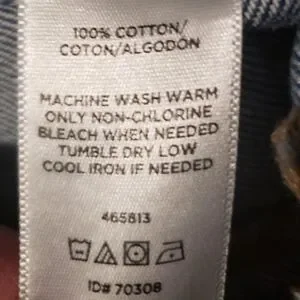 100% COTTON/
COTON/ALGODÓN
MACHINE WASH WARM
ONLY NON-CHLORINE
BLEACH WHEN NEEDED
TUMBLE DRY LOW
COOL IRON IF NEEDED
465813
ID# 70308